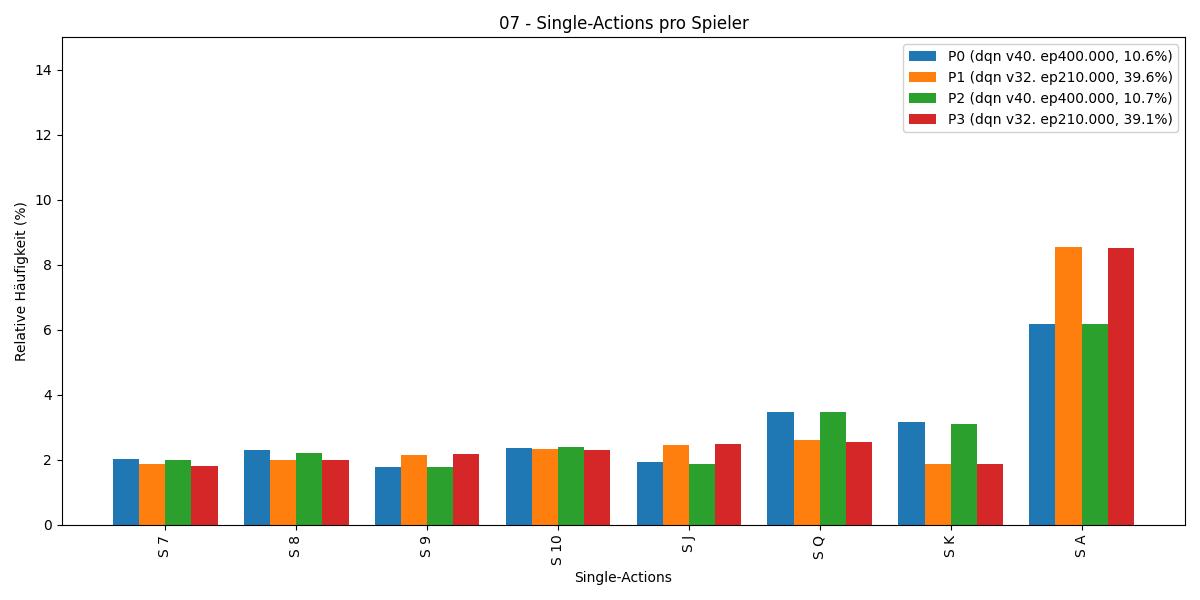 07 - Single-Actions pro Spieler
P0 (dqn v40. ep400.000, 10.6%)
P1 (dqn v32. ep210.000, 39.6%)
P2 (dqn v40. ep400.000, 10.7%)
P3 (dqn v32. ep210.000, 39.1%)
Relative Häufigkeit (%)
14
12
10
8
6
4
2
0
S 7
S 8
S 9
S 10
S J
S Q
S K
S A
Single-Actions